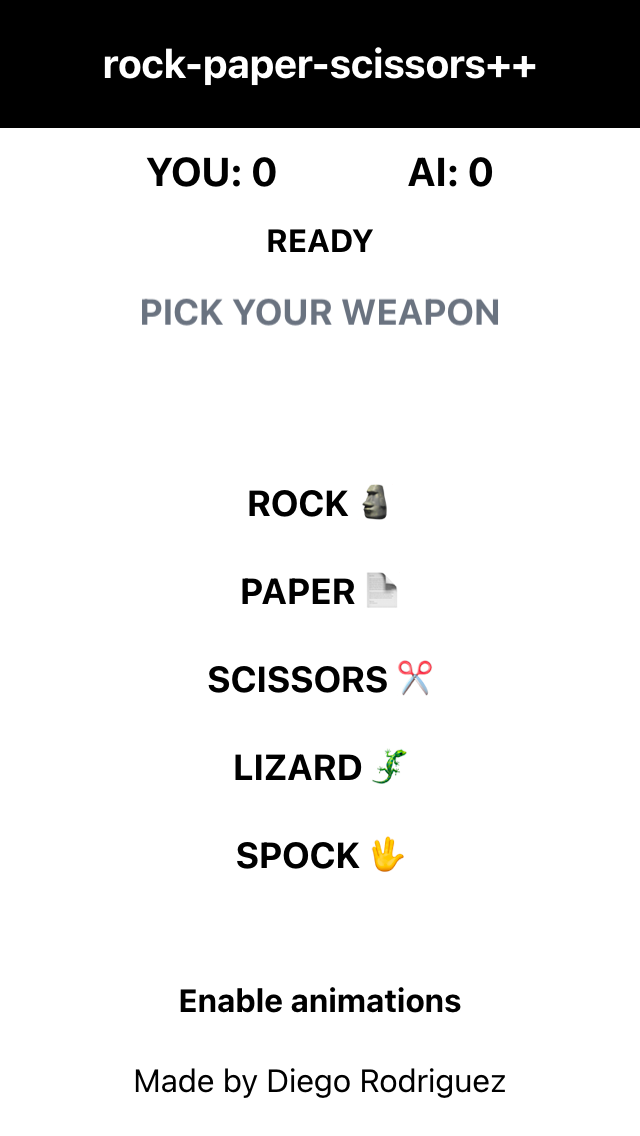 rock-paper-scissors++
YOU: 0 AI: 0
READY
PICK YOUR WEAPON
ROCK 🗿
PAPER 📄
SCISSORS ✂️
LIZARD 🦎
SPOCK 🖖
Enable animations
Made by Diego Rodriguez